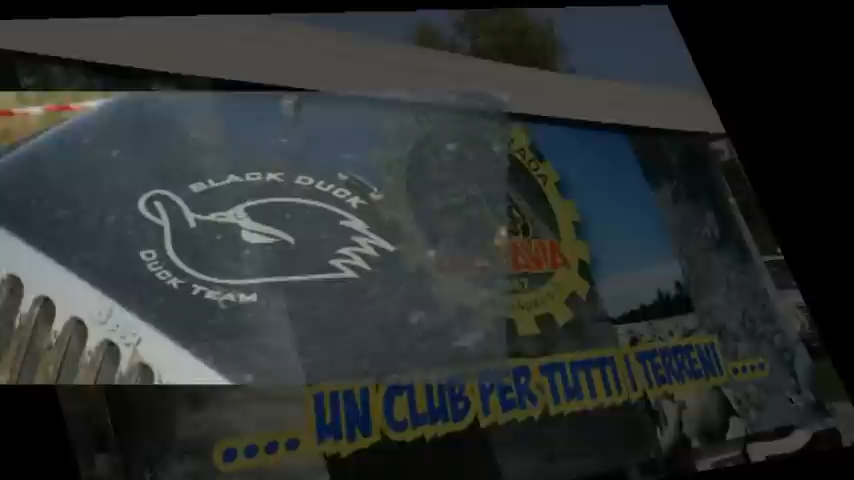 BLACK DUCK
DUCK TEAM
.... UN CLUB PER TUTTI I TERRENI ....